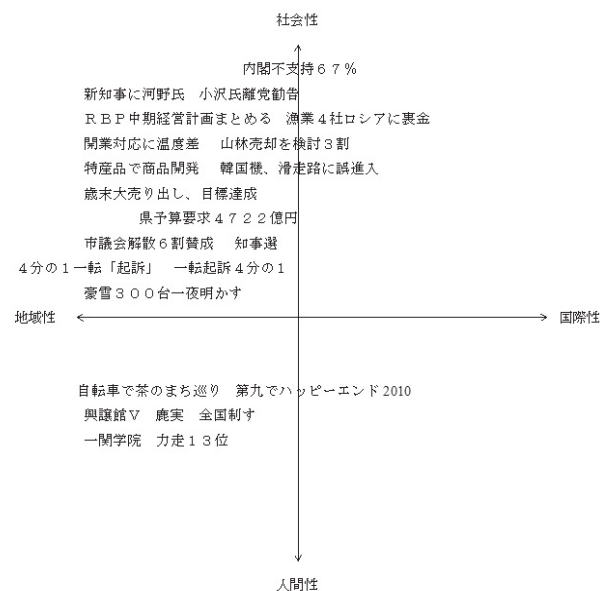 社会性
内閣不支持６７％
新知事に河野氏　小沢氏離党勧告
ＲＢＰ中期経営計画まとめる　漁業４社ロシアに裏金
開業対応に温度差　山林売却を検討３割
特産品で商品開発　韓国機、滑走路に誤進入
歳末大売り出し、目標達成
県予算要求４７２２億円
市議会解散６割賛成　知事選
４分の１一転「起訴」　一転起訴４分の１
豪雪３００台一夜明かす
地域性　国際性
自転車で茶のまち巡り　第九でハッピーエンド2010
興譲館Ｖ　鹿実　全国制す
一関学院　力走１３位
人間性